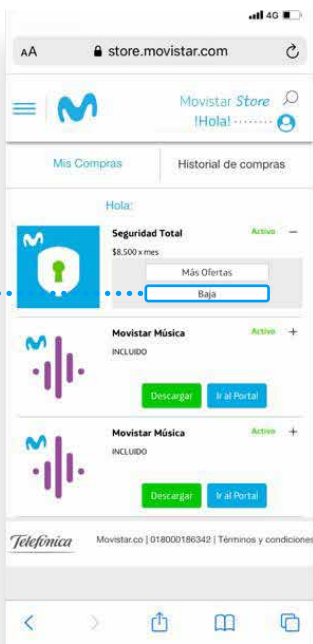 4G
AA store.movistar.com
Movistar Store
!Hola!
Mis Compras Historial de compras
Hola:
Seguridad Total Activo
$8,500 x mes
Más Ofertas
Baja
Movistar Música Activo
INCLUIDO
Descargar Ir al Portal
Movistar Música Activo
INCLUIDO
Descargar Ir al Portal
Telefónica Movistar.co | 018000186342 | Términos y condiciones